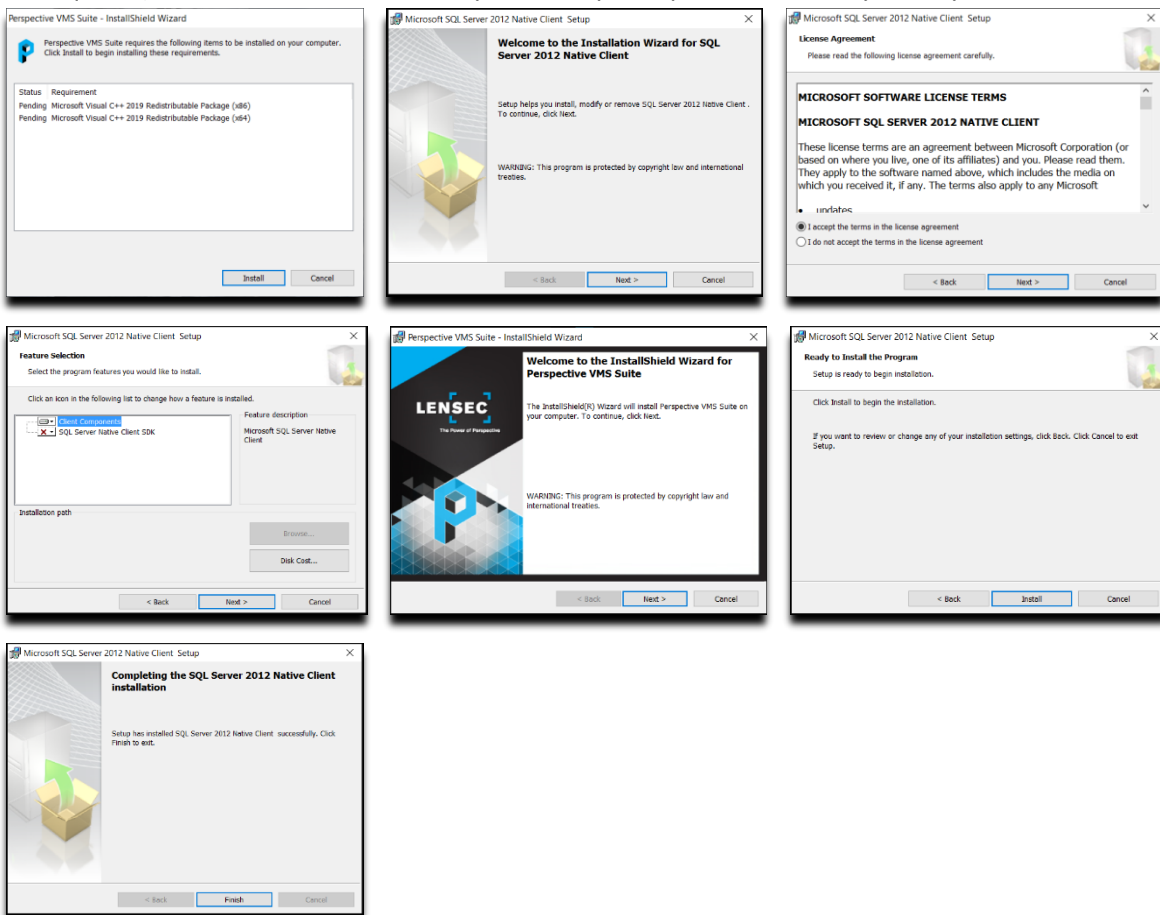 Perspective VMS Suite - InstallShield Wizard
Perspective VMS Suite requires the following items to be installed on your computer.
Click Install to begin installing these requirements.
Status Requirement
Pending Microsoft Visual C++ 2019 Redistributable Package (x86)
Pending Microsoft Visual C++ 2019 Redistributable Package (x64)
Install Cancel
Microsoft SQL Server 2012 Native Client Setup
Welcome to the Installation Wizard for SQL
Server 2012 Native Client
Setup helps you install, modify or remove SQL Server 2012 Native Client .
To continue, click Next.
WARNING: This program is protected by copyright law and international
treaties.
< Back Next > Cancel
Microsoft SQL Server 2012 Native Client Setup
License Agreement
Please read the following license agreement carefully.
MICROSOFT SOFTWARE LICENSE TERMS
MICROSOFT SQL SERVER 2012 NATIVE CLIENT
These license terms are an agreement between Microsoft Corporation (or
based on where you live, one of its affiliates) and you. Please read them.
They apply to the software named above, which includes the media on
which you received it, if any. The terms also apply to any Microsoft
• updates
I accept the terms in the license agreement
I do not accept the terms in the license agreement
< Back Next > Cancel
Microsoft SQL Server 2012 Native Client Setup
Feature Selection
Select the program features you would like to install.
Click an icon in the following list to change how a feature is installed.
Client Components
SQL Server Native Client SDK
Feature description
Microsoft SQL Server Native
Client
Installation path
Browse...
Disk Cost...
< Back Next > Cancel
Perspective VMS Suite - InstallShield Wizard
LENSEC
The Power of Perspective
Welcome to the InstallShield Wizard for
Perspective VMS Suite
The InstallShield(R) Wizard will install Perspective VMS Suite on
your computer. To continue, click Next.
WARNING: This program is protected by copyright law and
international treaties.
< Back Next > Cancel
Microsoft SQL Server 2012 Native Client Setup
Ready to Install the Program
Setup is ready to begin installation.
Click Install to begin the installation.
If you want to review or change any of your installation settings, click Back. Click Cancel to exit
Setup.
< Back Install Cancel
Microsoft SQL Server 2012 Native Client Setup
Completing the SQL Server 2012 Native Client
installation
Setup has installed SQL Server 2012 Native Client successfully. Click
Finish to exit.
< Back Finish Cancel